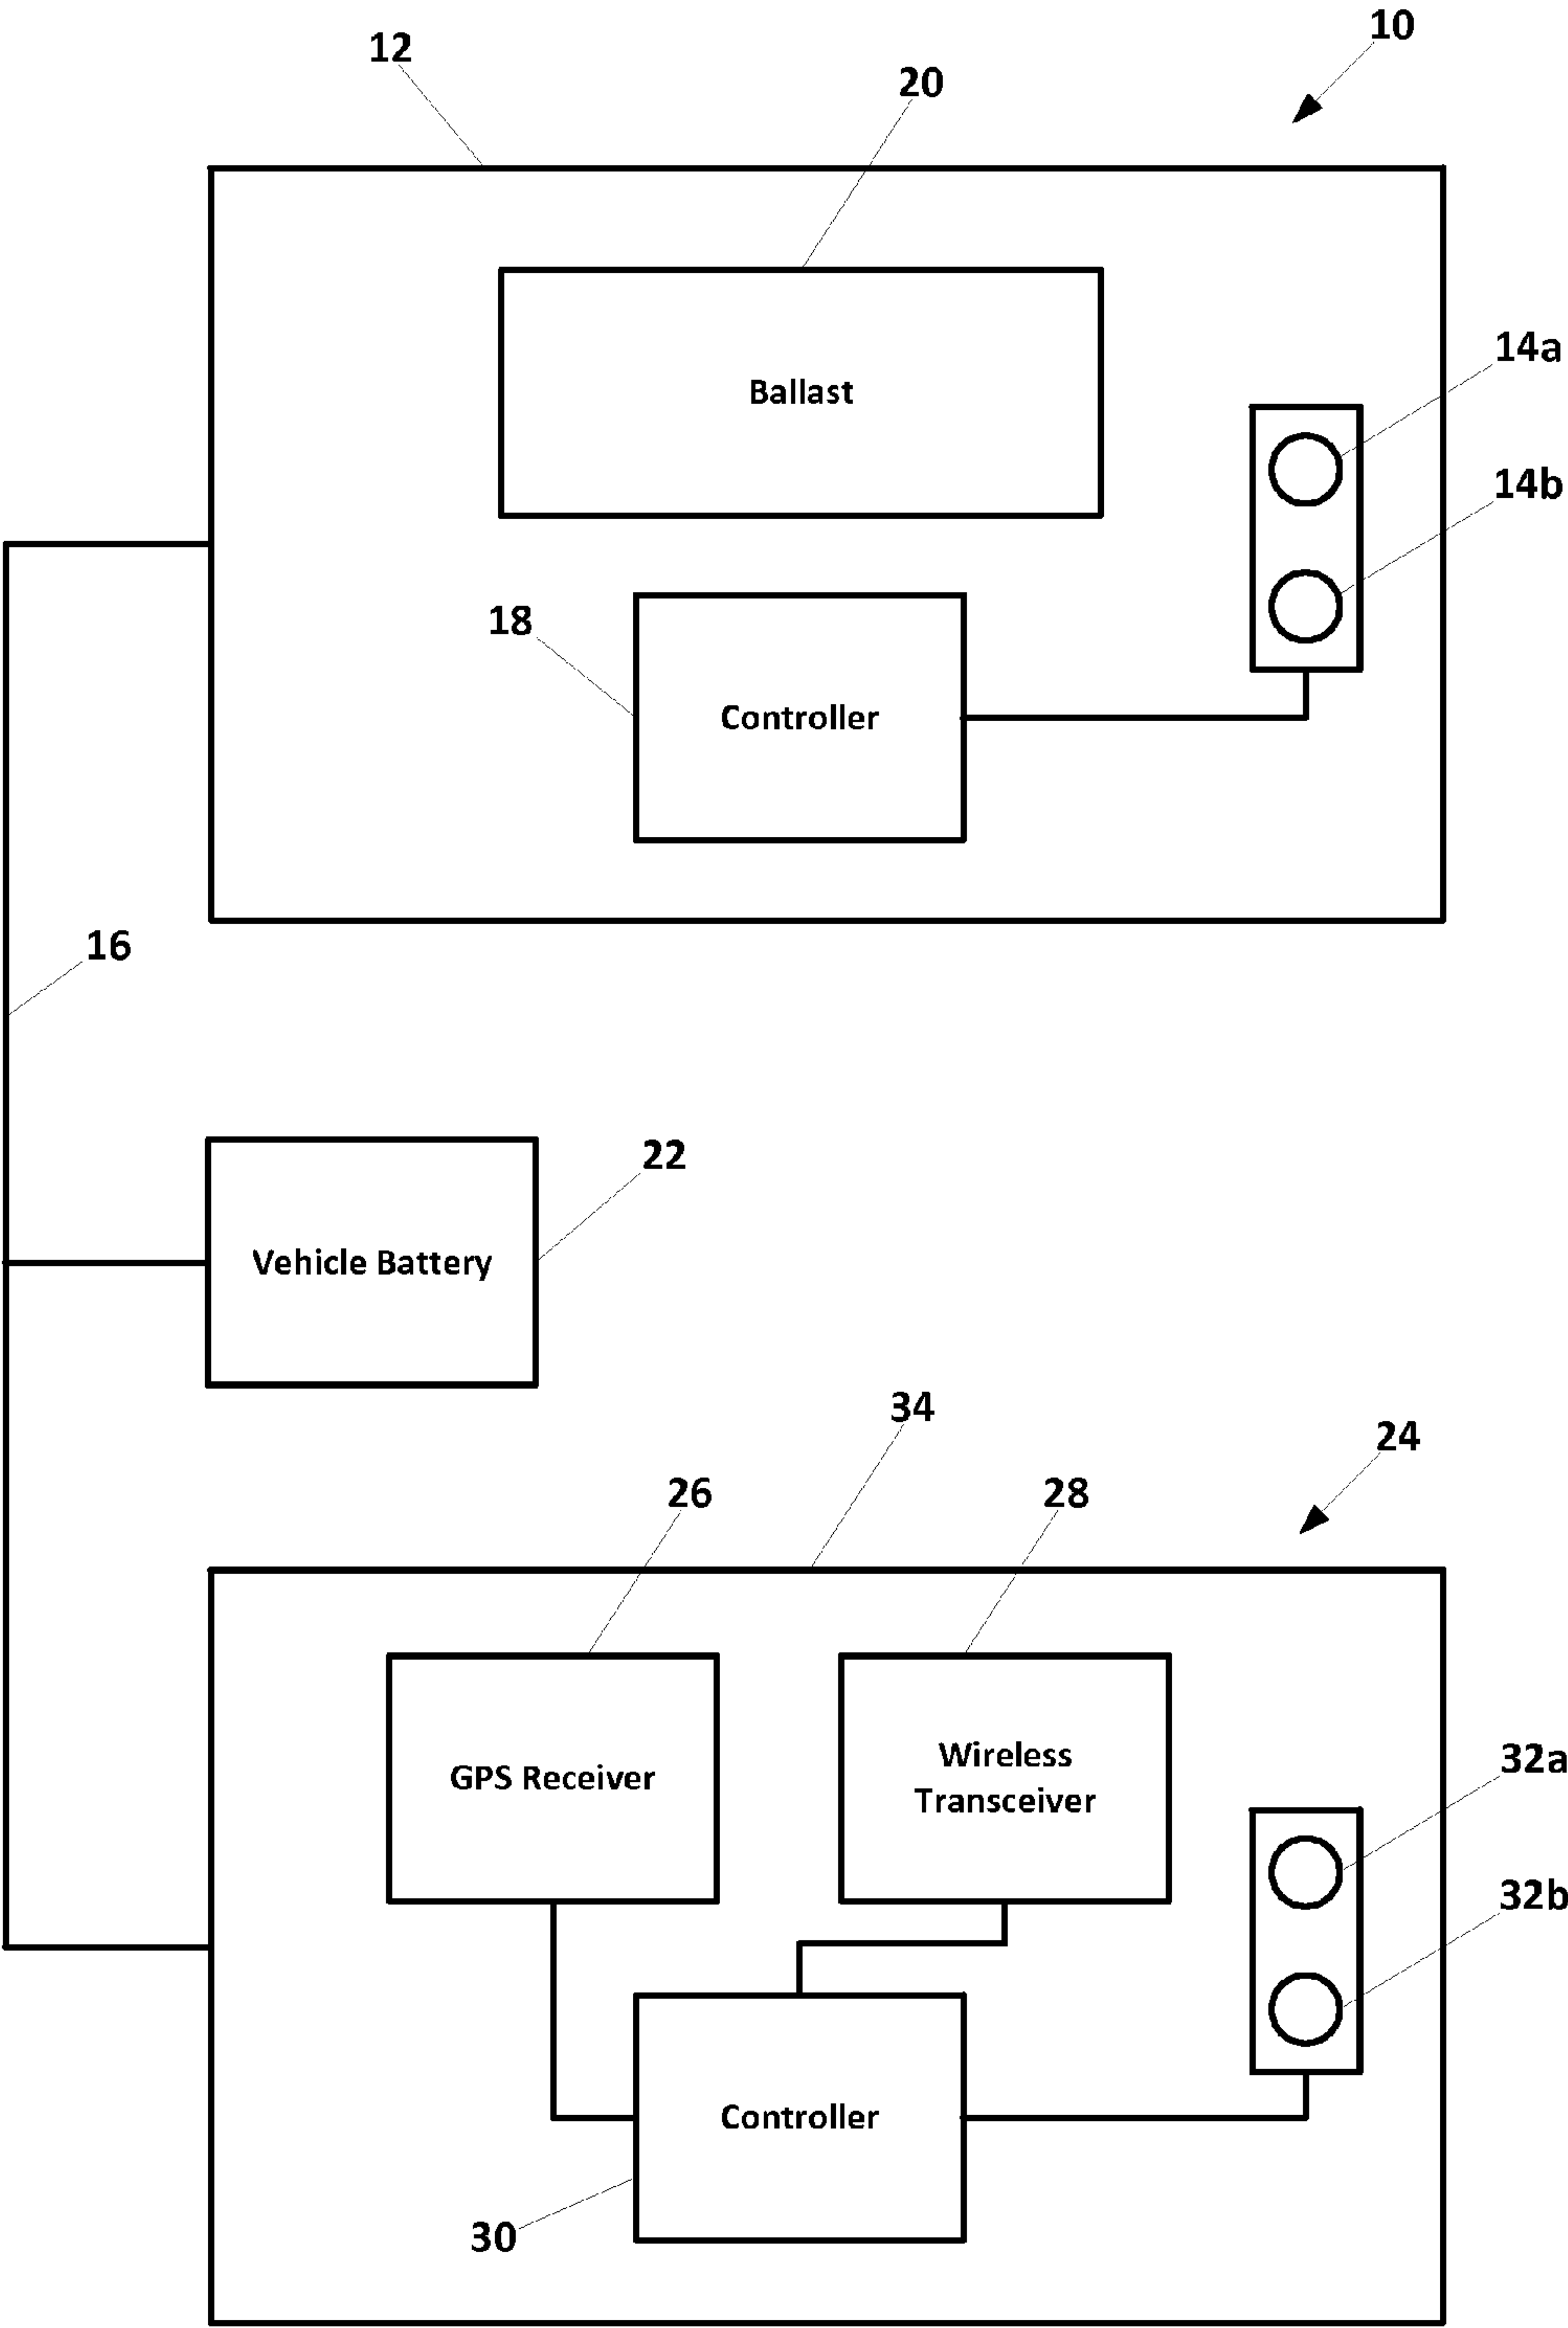 10
12
20
Ballast
14a
14b
18
Controller
16
22
Vehicle Battery
34
24
26
28
GPS Receiver
Wireless
Transceiver
32a
32b
Controller
30